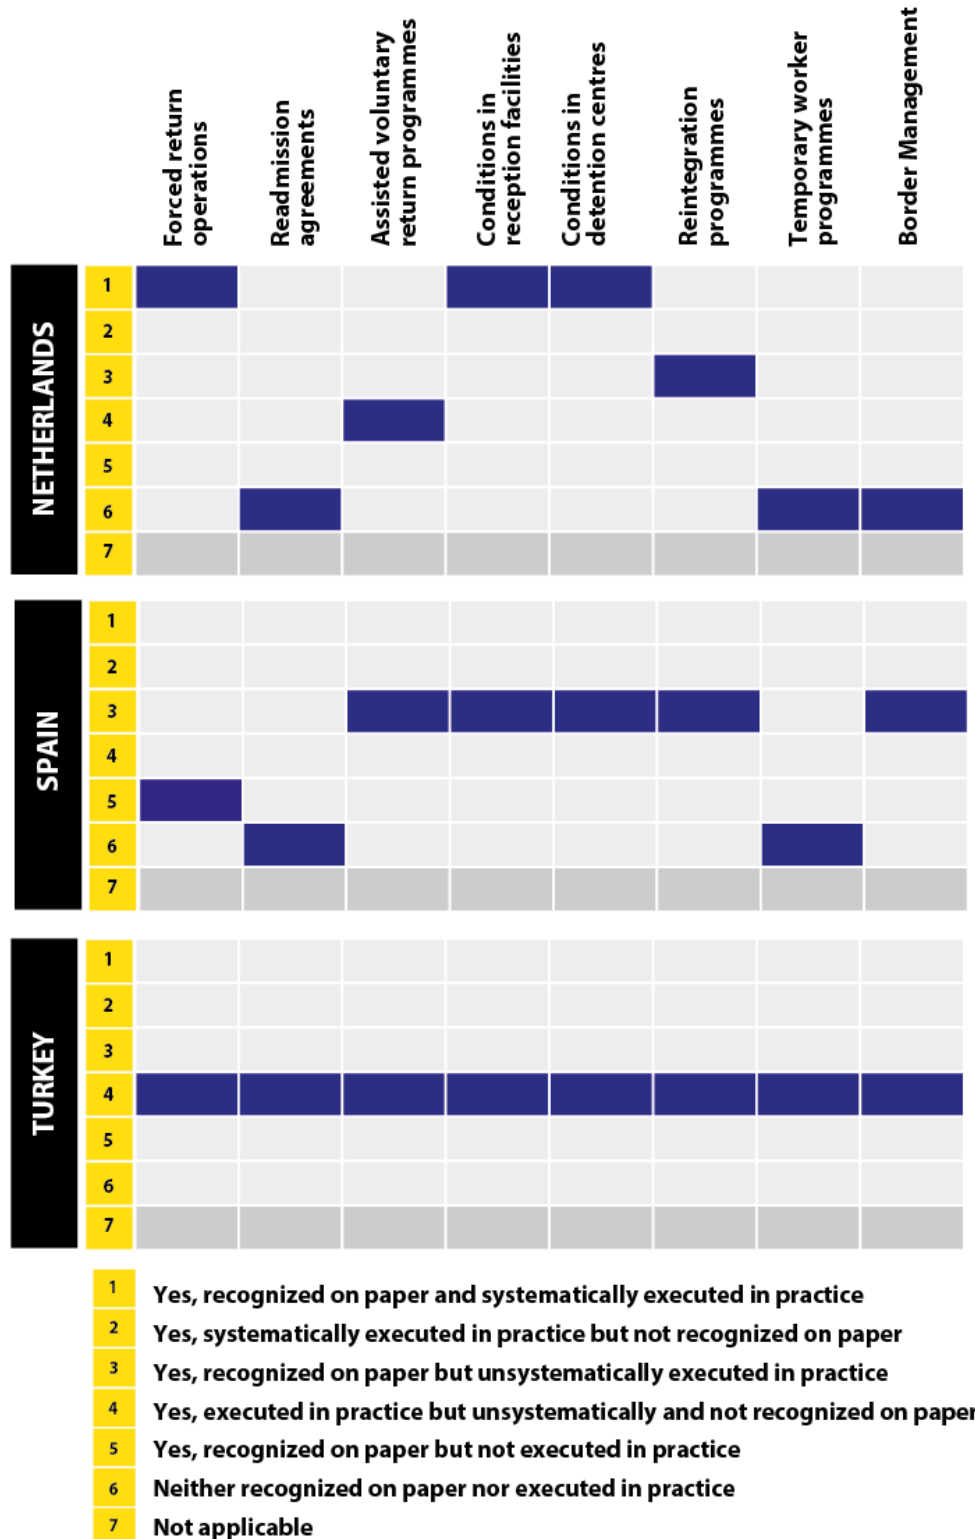 Forced return
operations
Readmission
agreements
Assisted voluntary
return programmes
Conditions in
reception facilities
Conditions in
detention centres
Reintegration
programmes
Temporary worker
programmes
Border Management
NETHERLANDS
1
2
3
4
5
6
7
SPAIN
1
2
3
4
5
6
7
TURKEY
1
2
3
4
5
6
7
1 Yes, recognized on paper and systematically executed in practice
2 Yes, systematically executed in practice but not recognized on paper
3 Yes, recognized on paper but unsystematically executed in practice
4 Yes, executed in practice but unsystematically and not recognized on paper
5 Yes, recognized on paper but not executed in practice
6 Neither recognized on paper nor executed in practice
7 Not applicable